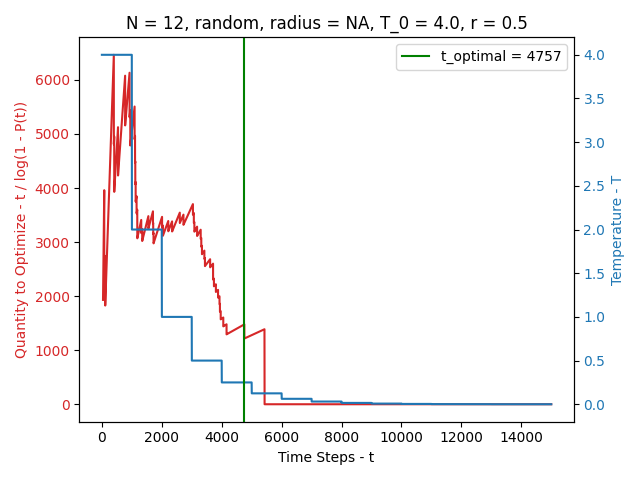 N = 12, random, radius = NA, T_0 = 4.0, r = 0.5
t_optimal = 4757
Quantity to Optimize - t / log(1 - P(t))
6000
5000
4000
3000
2000
1000
0
4.0
3.5
3.0
2.5
2.0
1.5
1.0
0.5
0.0
Temperature - T
0 2000 4000 6000 8000 10000 12000 14000
Time Steps - t